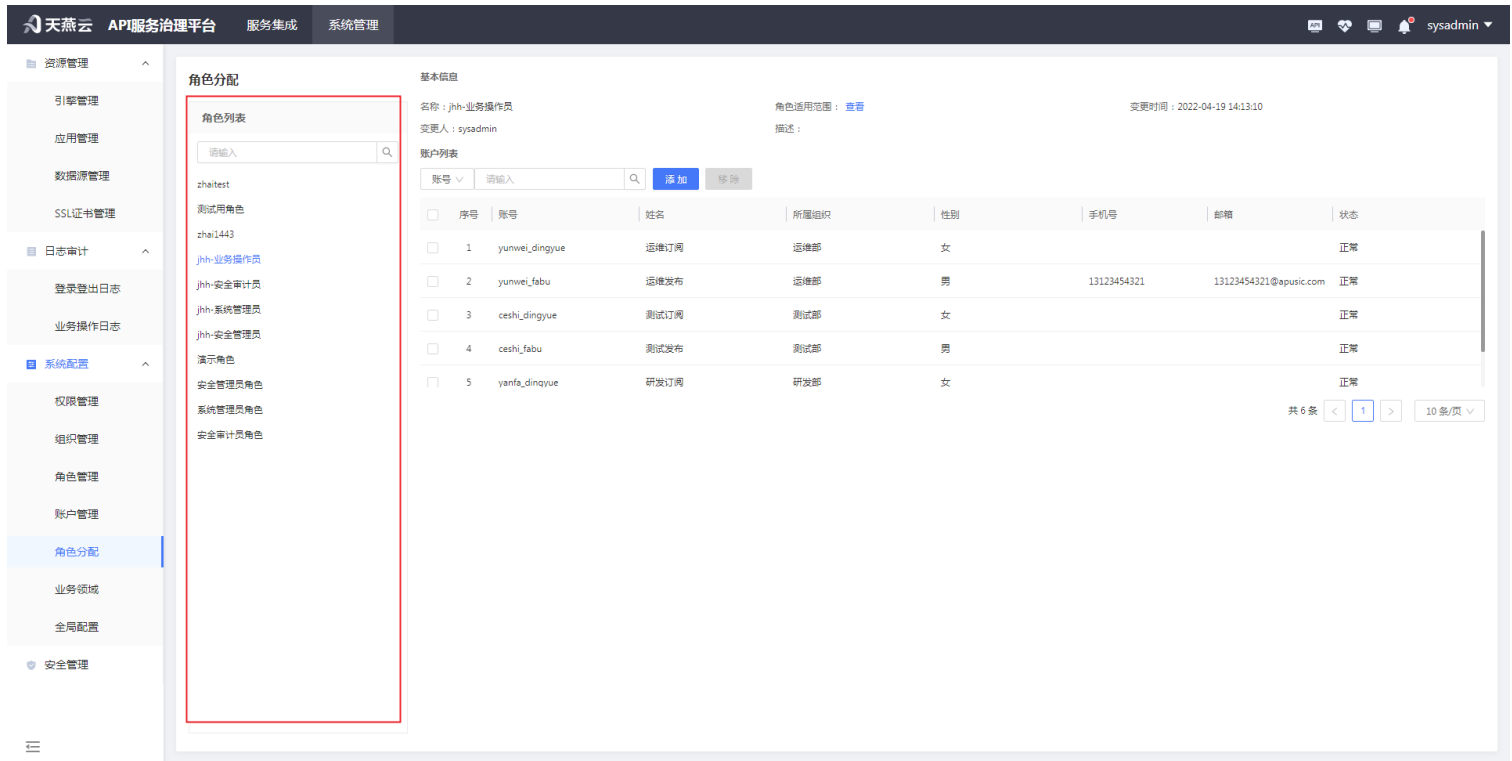 天燕云 API服务治理平台 服务集成 系统管理 API sysadmin
资源管理
引擎管理
应用管理
数据源管理
SSL证书管理
日志审计
登录登出日志
业务操作日志
系统配置
权限管理
组织管理
角色管理
账户管理
角色分配
业务领域
全局配置
安全管理
角色分配
角色列表
请输入
zhaitest
测试用角色
zhai1443
jhh-业务操作员
jhh-安全审计员
jhh-系统管理员
jhh-安全管理员
演示角色
安全管理员角色
系统管理员角色
安全审计员角色
基本信息
名称：jhh-业务操作员 角色适用范围： 查看 变更时间：2022-04-19 14:13:10
变更人：sysadmin 描述：
账户列表
账号 请输入 添加 移除
序号 账号 姓名 所属组织 性别 手机号 邮箱 状态
1 yunwei_dingyue 运维订阅 运维部 女 正常
2 yunwei_fabu 运维发布 运维部 男 13123454321 13123454321@apusic.com 正常
3 ceshi_dingyue 测试订阅 测试部 女 正常
4 ceshi_fabu 测试发布 测试部 男 正常
5 yanfa_dingyue 研发订阅 研发部 女 正常
共 6 条 < 1 > 10 条/页